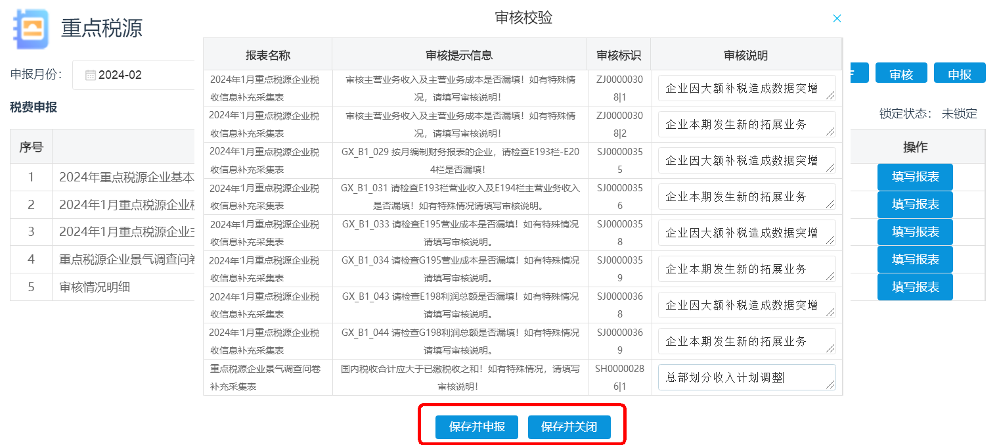 重点税源
审核校验
申报月份：
2024-02
审核
申报
税费申报
锁定状态： 未锁定
报表名称
审核提示信息
审核标识
审核说明
2024年1月重点税源企业税
收信息补充采集表
审核主营业务收入及主营业务成本是否漏填！如有特殊情
况，请填写审核说明！
ZJ0000030
8|1
企业因大额补税造成数据突增
2024年1月重点税源企业税
收信息补充采集表
审核主营业务收入及主营业务成本是否漏填！如有特殊情
况，请填写审核说明！
ZJ0000030
8|2
企业本期发生新的拓展业务
2024年1月重点税源企业税
收信息补充采集表
GX_B1_029 按月编制财务报表的企业，请检查E193栏-E20
4栏是否漏填！
SJ0000035
5
企业因大额补税造成数据突增
2024年1月重点税源企业税
收信息补充采集表
GX_B1_031 请检查E193栏营业收入及E194栏主营业务收入
是否漏填！如有特殊情况请填写审核说明。
SJ0000035
6
企业本期发生新的拓展业务
2024年1月重点税源企业税
收信息补充采集表
GX_B1_033 请检查E195营业成本是否漏填！如有特殊情况
请填写审核说明。
SJ0000035
8
企业因大额补税造成数据突增
2024年1月重点税源企业税
收信息补充采集表
GX_B1_034 请检查G195营业成本是否漏填！如有特殊情况
请填写审核说明。
SJ0000035
9
企业本期发生新的拓展业务
2024年1月重点税源企业税
收信息补充采集表
GX_B1_043 请检查E198利润总额是否漏填！如有特殊情况
请填写审核说明。
SJ0000036
8
企业因大额补税造成数据突增
2024年1月重点税源企业税
收信息补充采集表
GX_B1_044 请检查G198利润总额是否漏填！如有特殊情况
请填写审核说明。
SJ0000036
9
企业本期发生新的拓展业务
重点税源企业景气调查问卷
补充采集表
国内税收合计应大于已缴税收之和！如有特殊情况，请填写
审核说明！
SH0000028
6|1
总部划分收入计划调整
序号
操作
1
2024年重点税源企业基本
填写报表
2
2024年1月重点税源企业
填写报表
3
2024年1月重点税源企业
填写报表
4
重点税源企业景气调查问
填写报表
5
审核情况明细
填写报表
保存并申报
保存并关闭